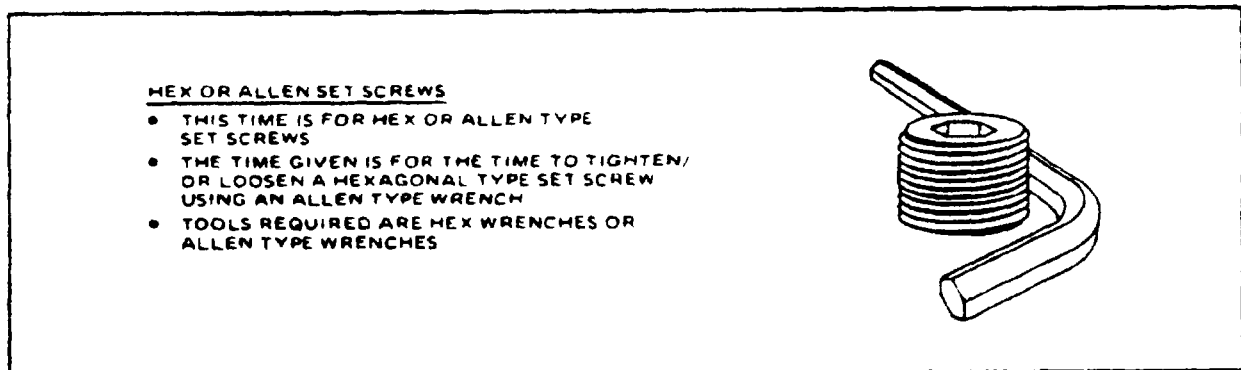 HEX OR ALLEN SET SCREWS
• THIS TIME IS FOR HEX OR ALLEN TYPE
SET SCREWS
• THE TIME GIVEN IS FOR THE TIME TO TIGHTEN/
OR LOOSEN A HEXAGONAL TYPE SET SCREW
USING AN ALLEN TYPE WRENCH
• TOOLS REQUIRED ARE HEX WRENCHES OR
ALLEN TYPE WRENCHES